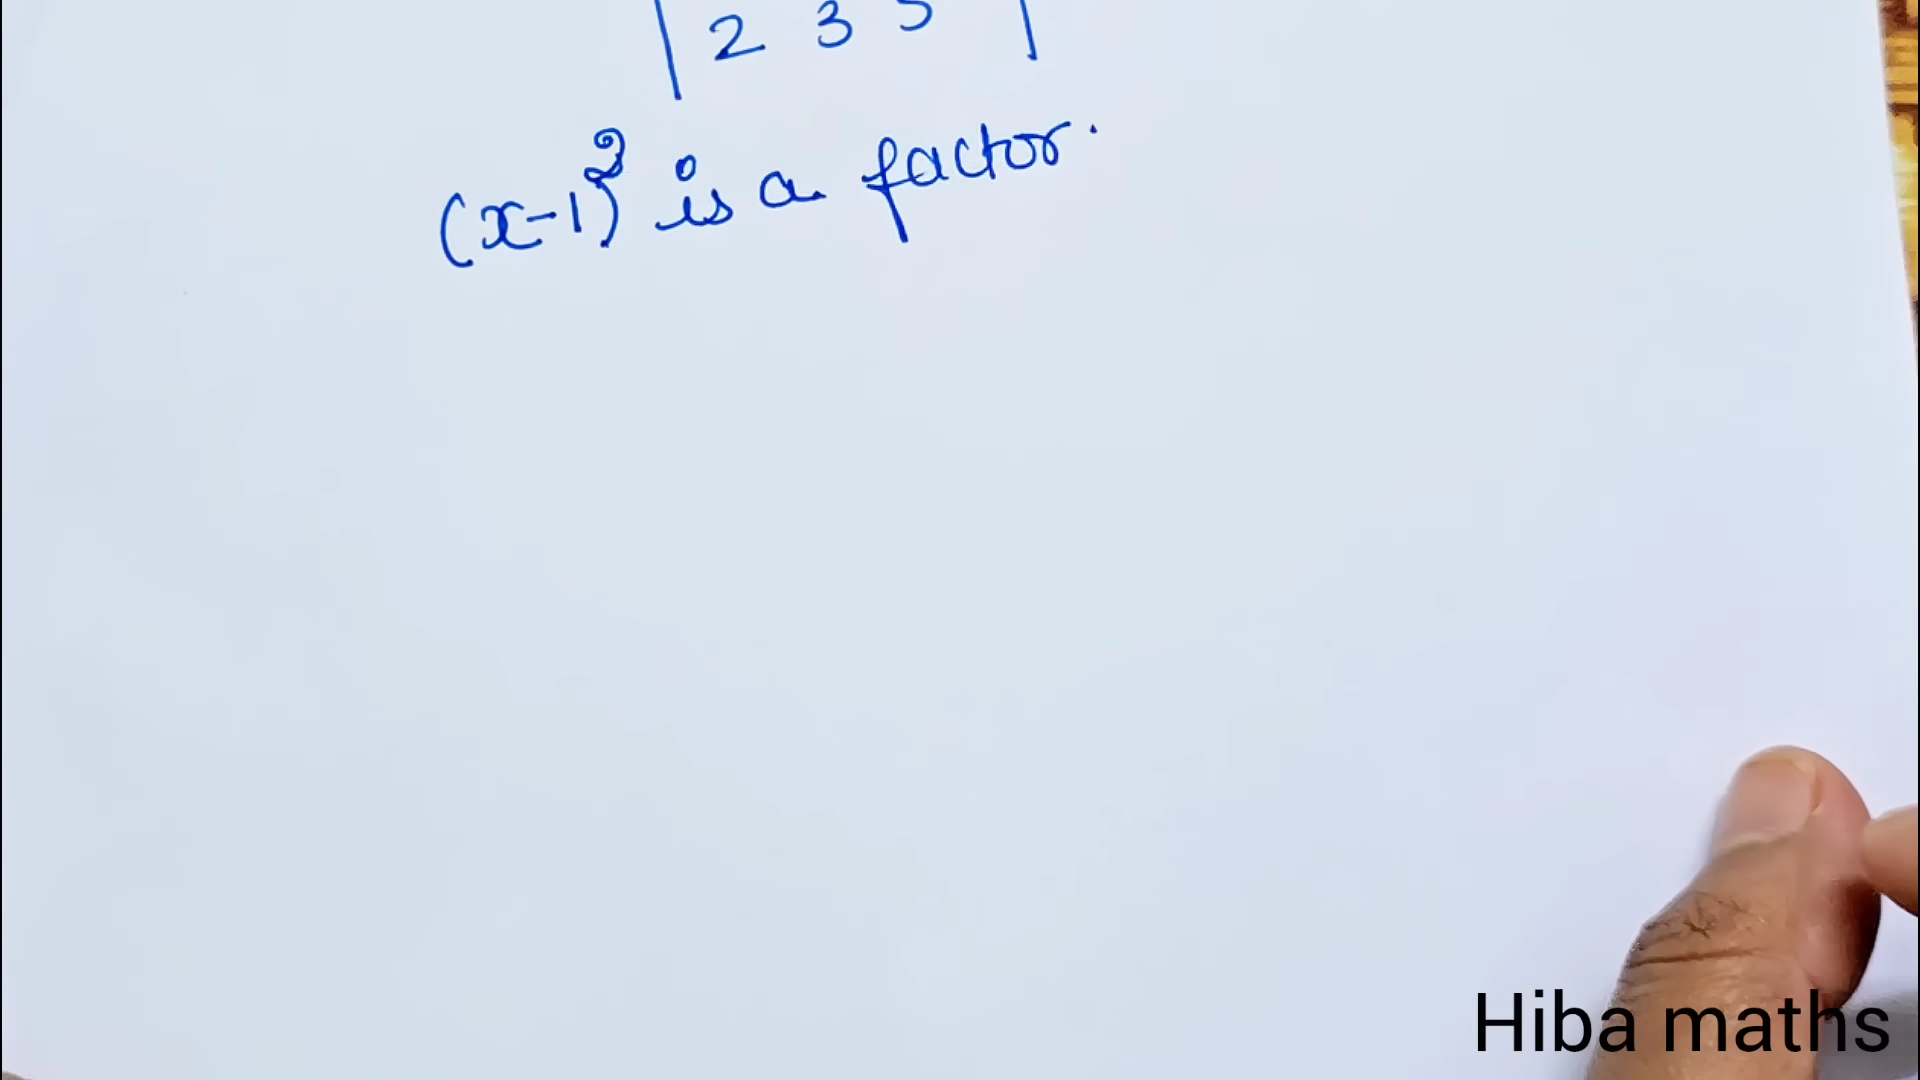 | 2 3 5 |
(x-1)² is a factor.
Hiba maths